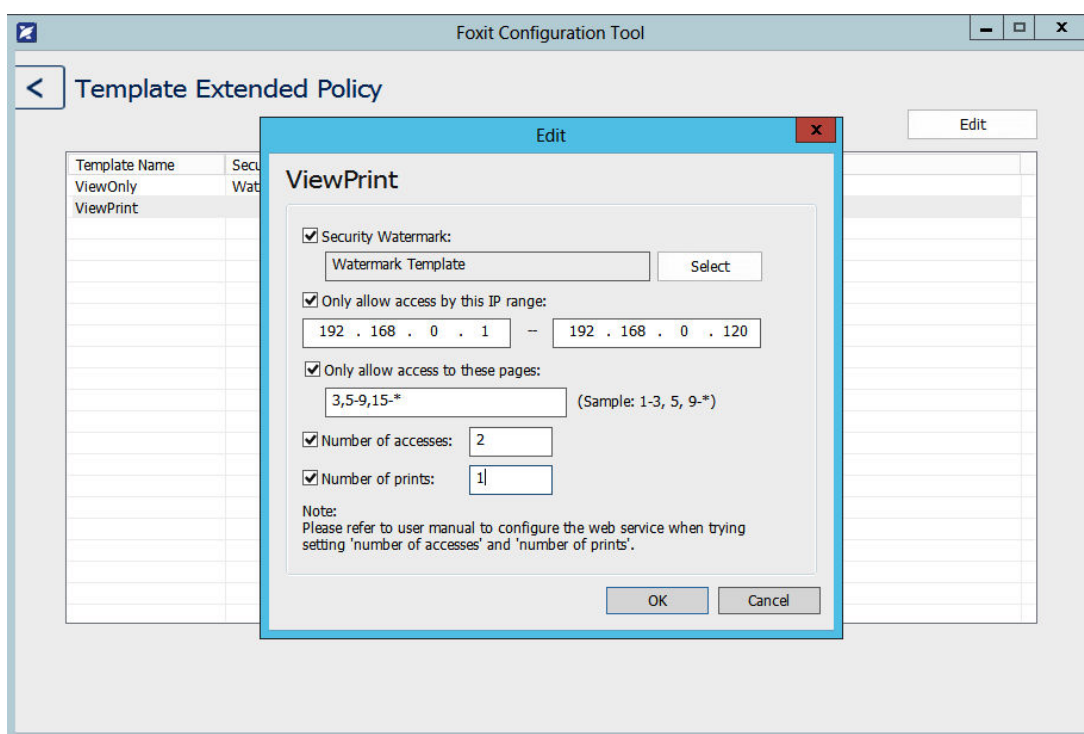 Foxit Configuration Tool
Template Extended Policy
Edit
Template Name
ViewOnly
ViewPrint
Edit
ViewPrint
Security Watermark:
Watermark Template
Select
Only allow access by this IP range:
192 . 168 . 0 . 1 -- 192 . 168 . 0 . 120
Only allow access to these pages:
3,5-9,15-* (Sample: 1-3, 5, 9-*)
Number of accesses: 2
Number of prints: 1
Note:
Please refer to user manual to configure the web service when trying
setting 'number of accesses' and 'number of prints'.
OK Cancel